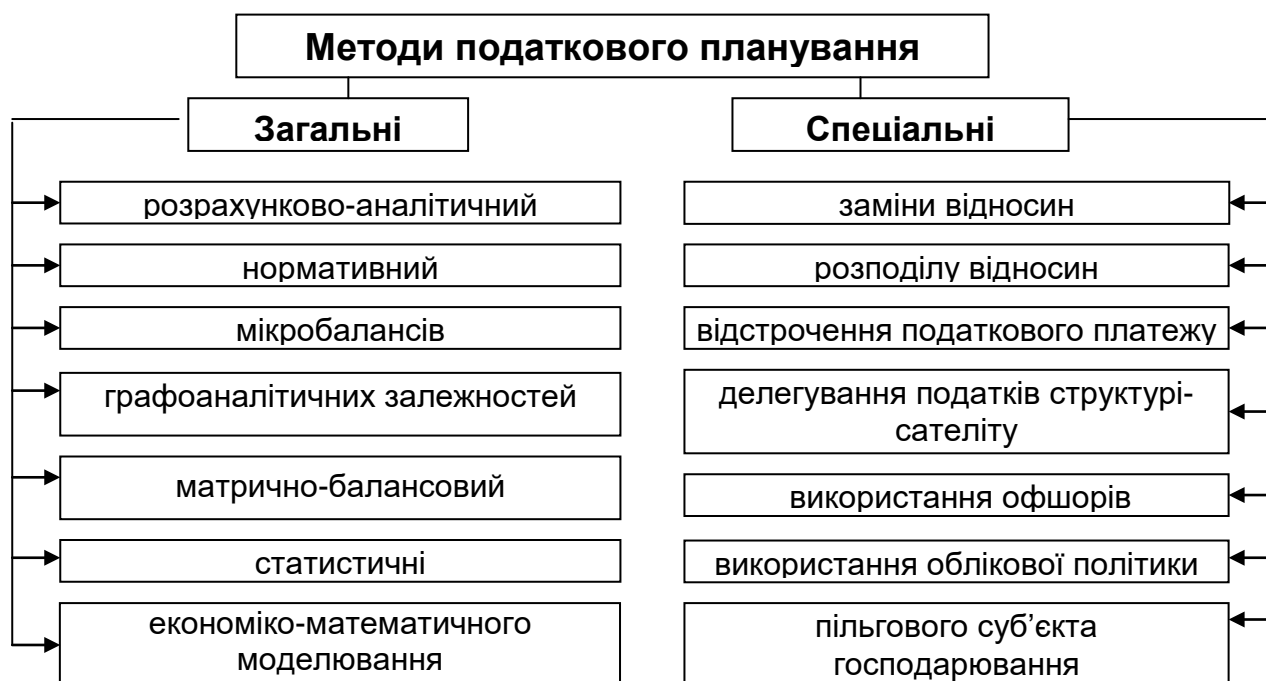 Методи податкового планування
Загальні
Спеціальні
розрахунково-аналітичний
нормативний
мікробалансів
графоаналітичних залежностей
матрично-балансовий
статистичні
економіко-математичного
моделювання
заміни відносин
розподілу відносин
відстрочення податкового платежу
делегування податків структурі-
сателіту
використання офшорів
використання облікової політики
пільгового суб’єкта
господарювання